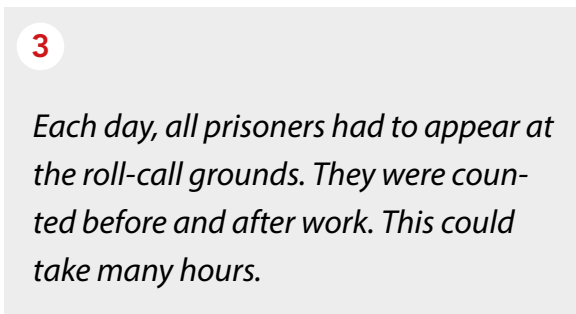 3
Each day, all prisoners had to appear at
the roll-call grounds. They were coun-
ted before and after work. This could
take many hours.